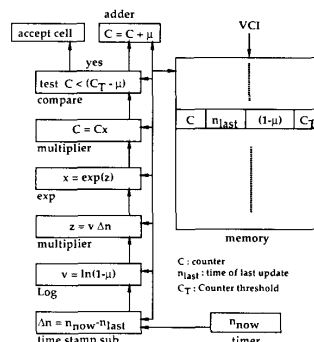 adder
VCI
accept cell
C = C + μ
yes
test C < (C_T - μ)
compare
C n_last (1-μ) C_T
C = Cx
multiplier
x = exp(z)
exp
memory
z = v Δn
multiplier
C : counter
n_last : time of last update
C_T : Counter threshold
v = ln(1-μ)
Log
Δn = n_now-n_last
time stamp sub
n_now
timer